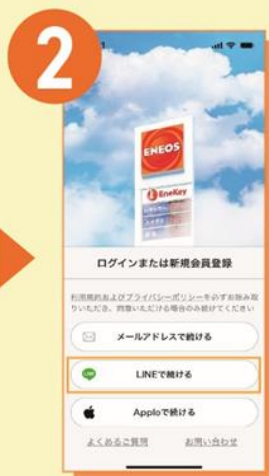 2
ENEOS
EneKey
ログインまたは新規会員登録
利用規約およびプライバシーポリシーを必ずお読み取
りいただき、同意いただける場合のみ続けてください
メールアドレスで続ける
LINE
LINEで続ける
Appleで続ける
よくあるご質問
お問い合わせ